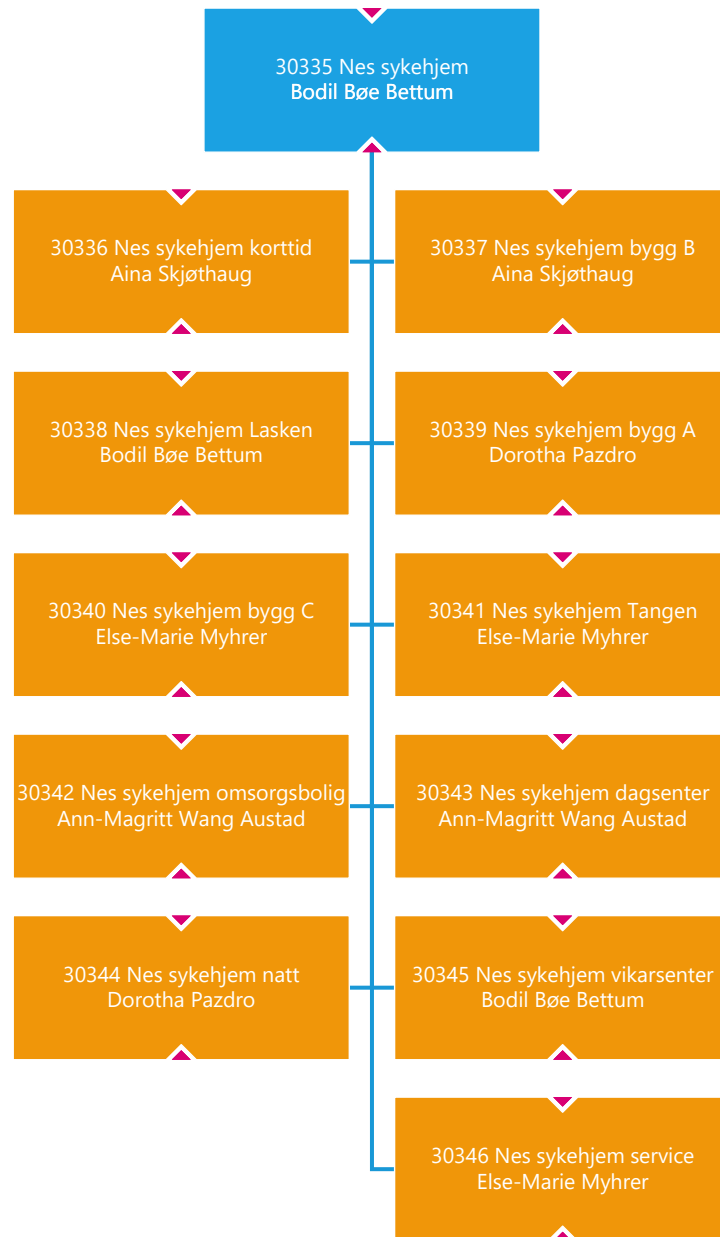 30335 Nes sykehjem
Bodil Bøe Bettum
30336 Nes sykehjem korttid
Aina Skjøthaug
30337 Nes sykehjem bygg B
Aina Skjøthaug
30338 Nes sykehjem Lasken
Bodil Bøe Bettum
30339 Nes sykehjem bygg A
Dorotha Pazdro
30340 Nes sykehjem bygg C
Else-Marie Myhrer
30341 Nes sykehjem Tangen
Else-Marie Myhrer
30342 Nes sykehjem omsorgsbolig
Ann-Magritt Wang Austad
30343 Nes sykehjem dagsenter
Ann-Magritt Wang Austad
30344 Nes sykehjem natt
Dorotha Pazdro
30345 Nes sykehjem vikarsenter
Bodil Bøe Bettum
30346 Nes sykehjem service
Else-Marie Myhrer